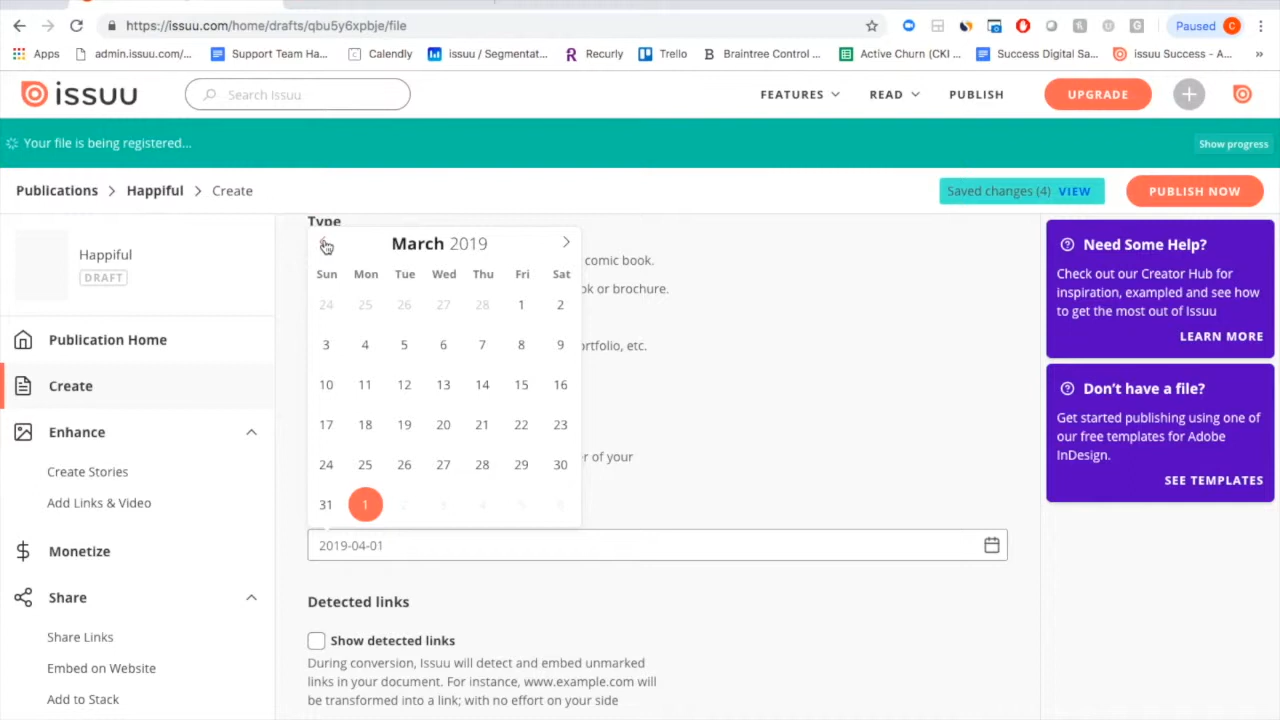 https://issuu.com/home/drafts/qbu5y6xpbje/file
Paused C
Apps admin.issuu.com/... Support Team Ha... Calendly issuu / Segmentat... Recurly Trello Braintree Control ... Active Churn (CKI ... Success Digital Sa... issuu Success - A... »
issuu Search Issuu FEATURES READ PUBLISH UPGRADE
Your file is being registered... Show progress
Publications > Happiful > Create Saved changes (4) VIEW PUBLISH NOW
Happiful
DRAFT
Publication Home
Create
Enhance
Create Stories
Add Links & Video
Monetize
Share
Share Links
Embed on Website
Add to Stack
Type
comic book.
ok or brochure.
rtfolio, etc.
er of your
March 2019
Sun Mon Tue Wed Thu Fri Sat
24 25 26 27 28 1 2
3 4 5 6 7 8 9
10 11 12 13 14 15 16
17 18 19 20 21 22 23
24 25 26 27 28 29 30
31 1 2 3 4 5 6
2019-04-01
Detected links
Show detected links
During conversion, Issuu will detect and embed unmarked
links in your document. For instance, www.example.com will
be transformed into a link; with no effort on your side
Need Some Help?
Check out our Creator Hub for
inspiration, exampled and see how
to get the most out of Issuu
LEARN MORE
Don't have a file?
Get started publishing using one of
our free templates for Adobe
InDesign.
SEE TEMPLATES